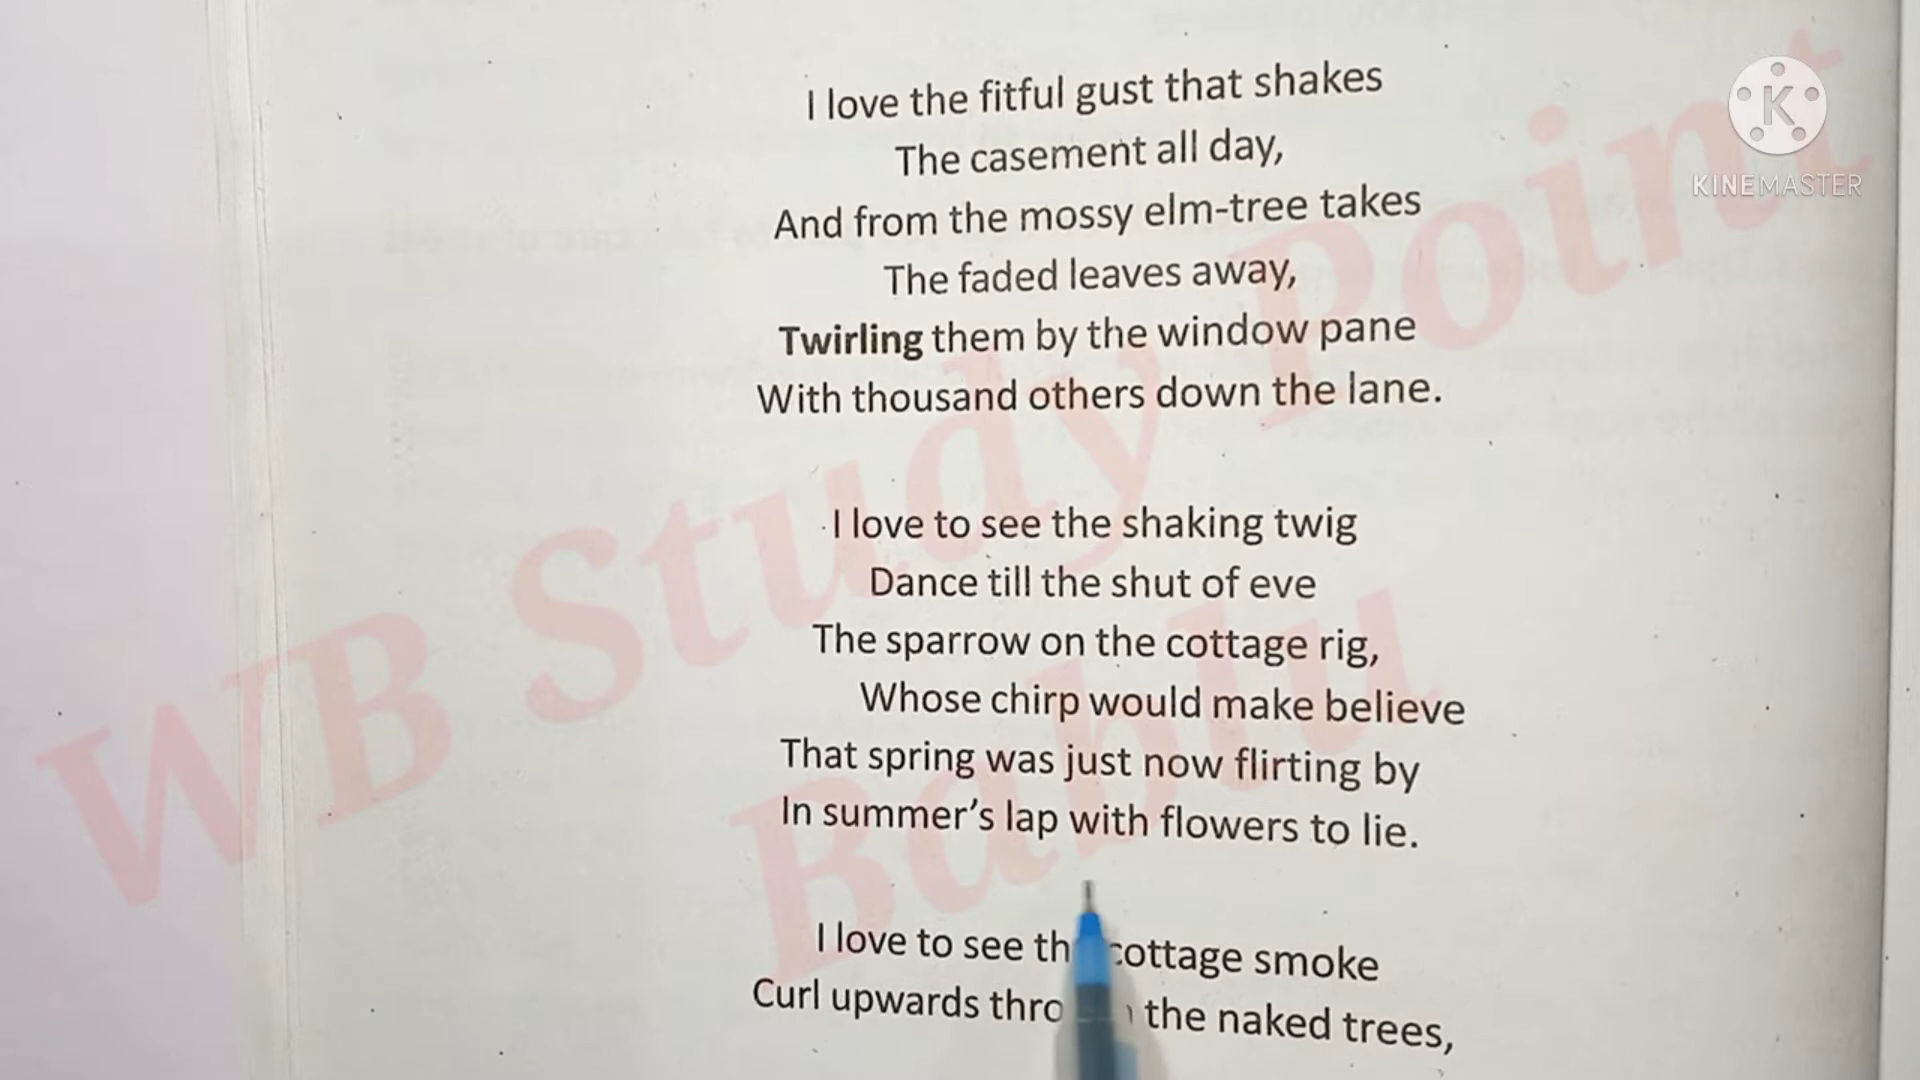 I love the fitful gust that shakes
The casement all day,
And from the mossy elm-tree takes
The faded leaves away,
Twirling them by the window pane
With thousand others down the lane.
I love to see the shaking twig
Dance till the shut of eve
The sparrow on the cottage rig,
Whose chirp would make believe
That spring was just now flirting by
In summer's lap with flowers to lie.
I love to see th cottage smoke
Curl upwards thro the naked trees,
K
KINEMASTER
WB Study Point
Bablu